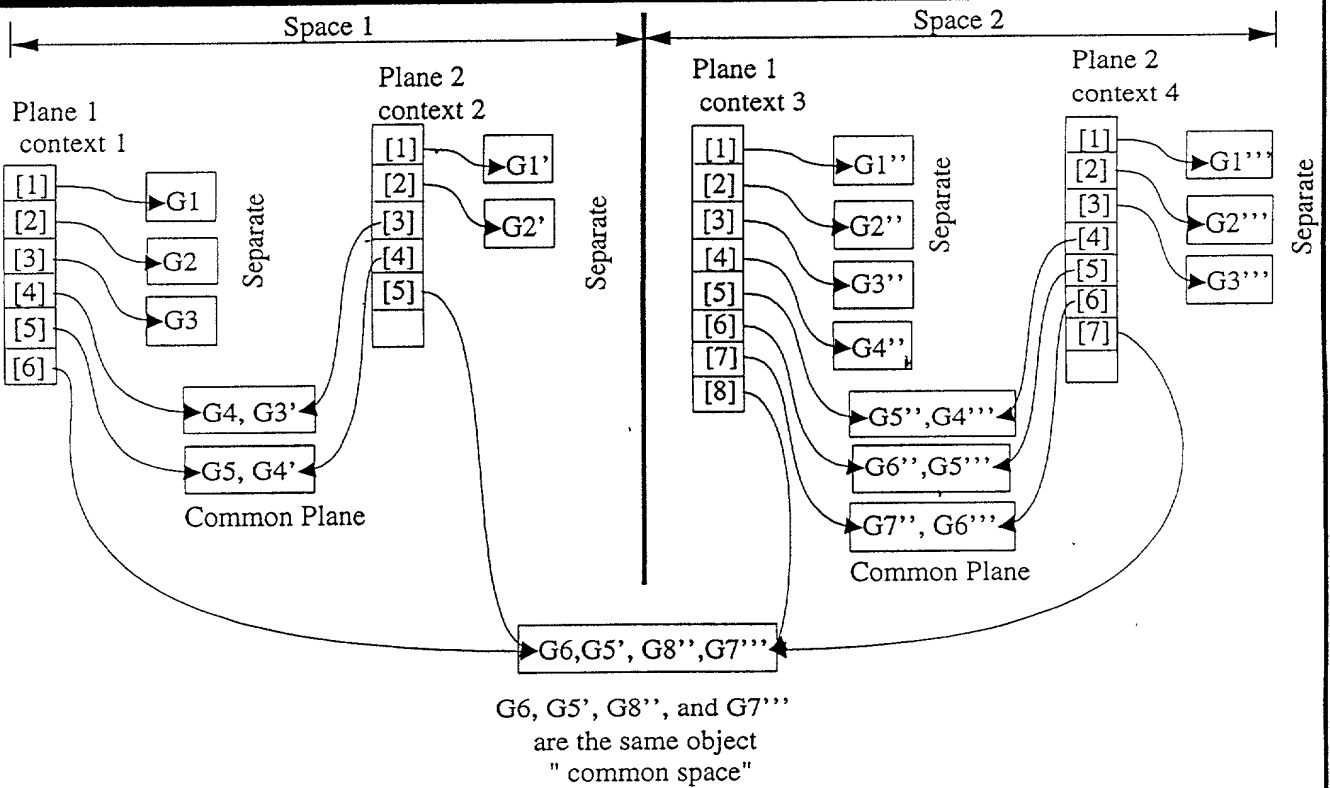 Space 1
Space 2
Plane 1
context 1
[1]
[2]
[3]
[4]
[5]
[6]
G1
G2
G3
Separate
Plane 2
context 2
[1]
[2]
[3]
[4]
[5]
G1'
G2'
Separate
G4, G3'
G5, G4'
Common Plane
Plane 1
context 3
[1]
[2]
[3]
[4]
[5]
[6]
[7]
[8]
G1''
G2''
G3''
G4''
Separate
Plane 2
context 4
[1]
[2]
[3]
[4]
[5]
[6]
[7]
G1'''
G2'''
G3'''
Separate
G5'',G4'''
G6'',G5'''
G7'', G6'''
Common Plane
G6,G5', G8'',G7'''
G6, G5', G8'', and G7'''
are the same object
" common space"